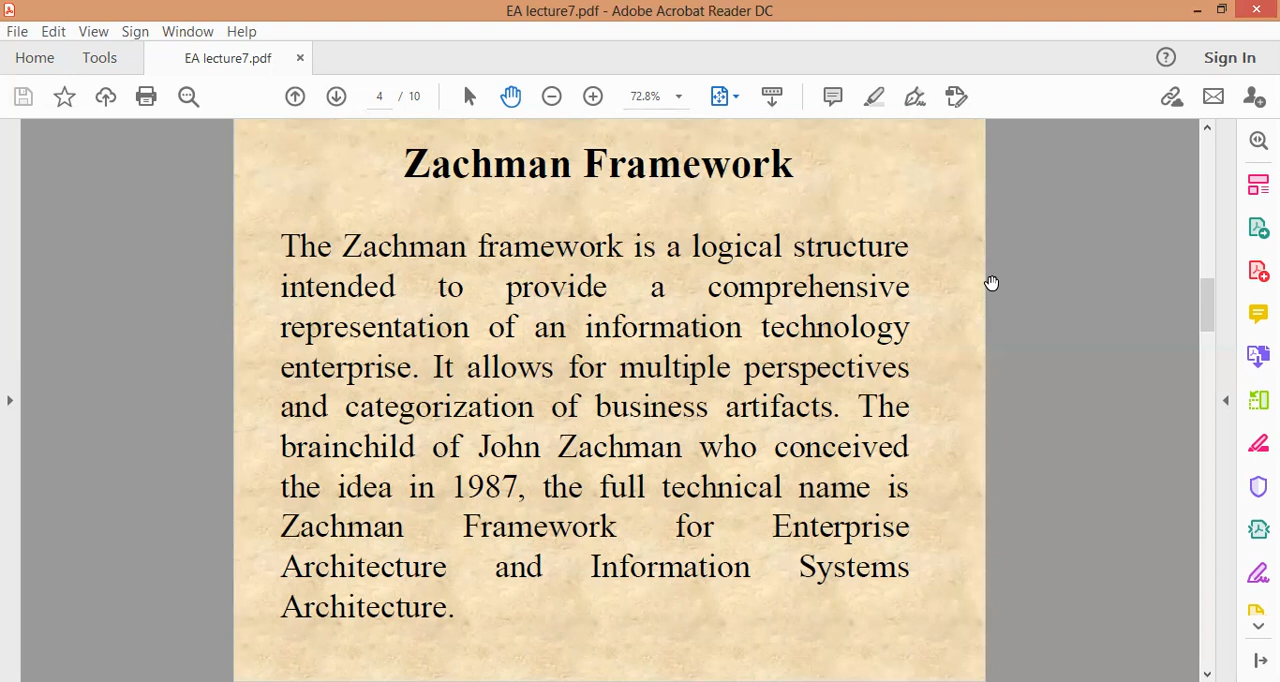 EA lecture7.pdf - Adobe Acrobat Reader DC
File Edit View Sign Window Help
Home Tools EA lecture7.pdf × ? Sign In
4 / 10 72.8%
Zachman Framework
The Zachman framework is a logical structure
intended to provide a comprehensive
representation of an information technology
enterprise. It allows for multiple perspectives
and categorization of business artifacts. The
brainchild of John Zachman who conceived
the idea in 1987, the full technical name is
Zachman Framework for Enterprise
Architecture and Information Systems
Architecture.